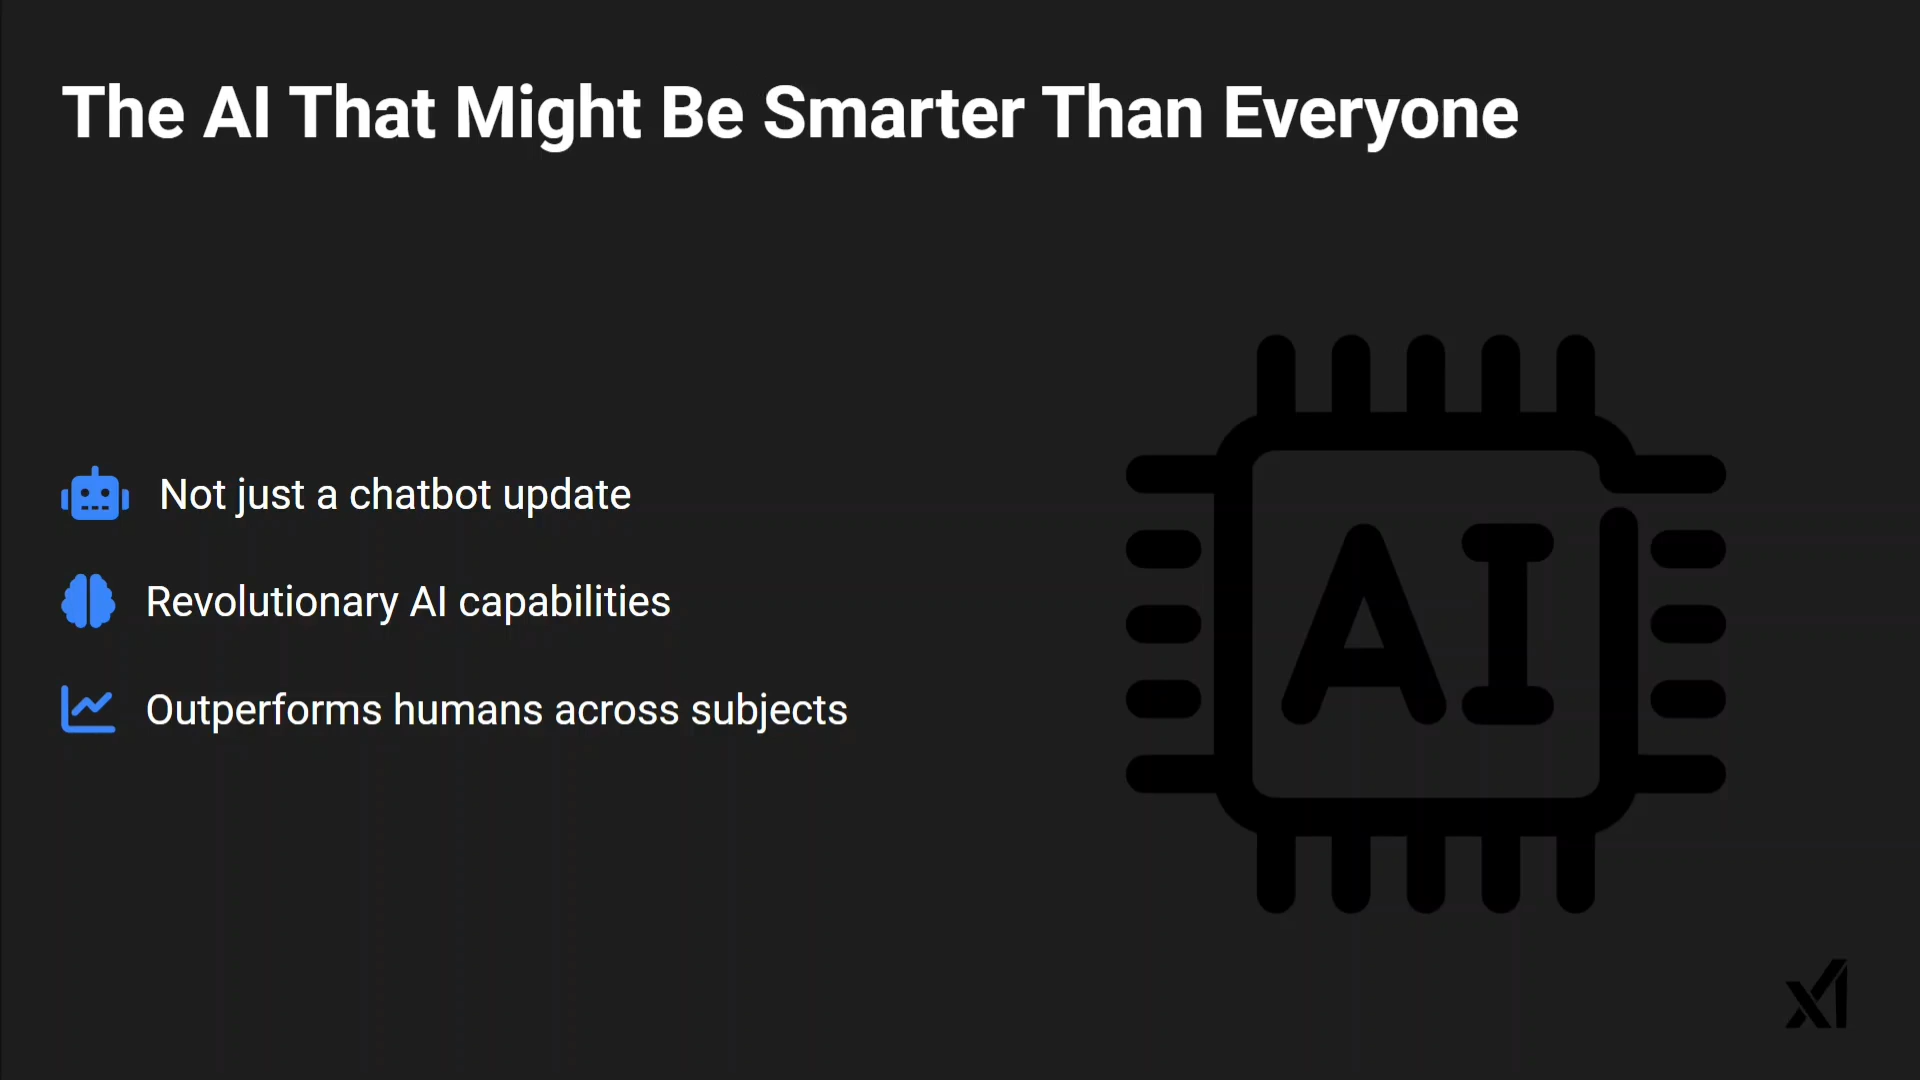 The AI That Might Be Smarter Than Everyone
Not just a chatbot update
Revolutionary AI capabilities
Outperforms humans across subjects
AI
xAI